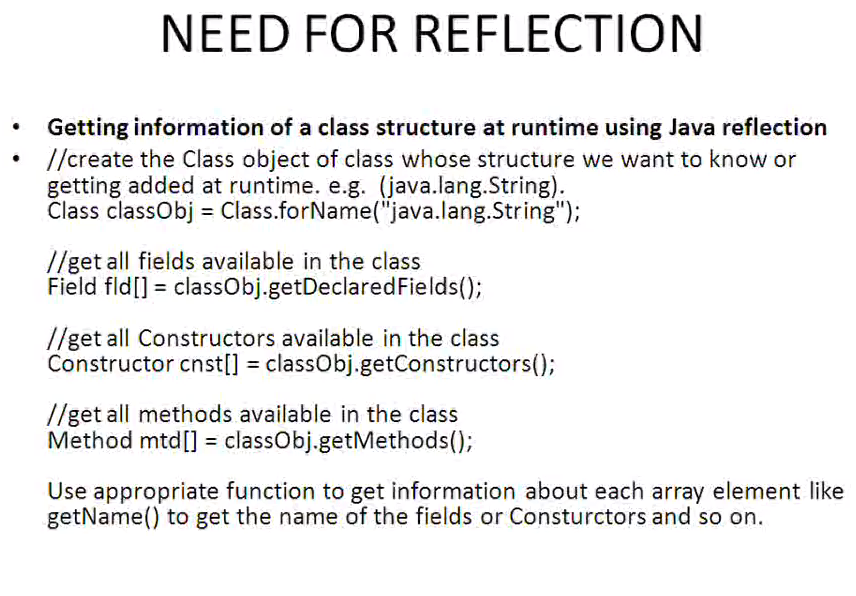 NEED FOR REFLECTION
• Getting information of a class structure at runtime using Java reflection
• //create the Class object of class whose structure we want to know or
getting added at runtime. e.g. (java.lang.String).
Class classObj = Class.forName("java.lang.String");
//get all fields available in the class
Field fld[] = classObj.getDeclaredFields();
//get all Constructors available in the class
Constructor cnst[] = classObj.getConstructors();
//get all methods available in the class
Method mtd[] = classObj.getMethods();
Use appropriate function to get information about each array element like
getName() to get the name of the fields or Consturctors and so on.